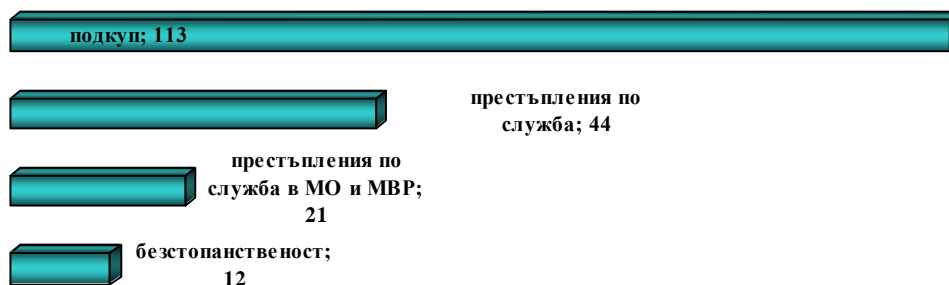 подкуп; 113
престъпления по
служба; 44
престъпления по
служба в МО и МВР;
21
безстопанственост;
12